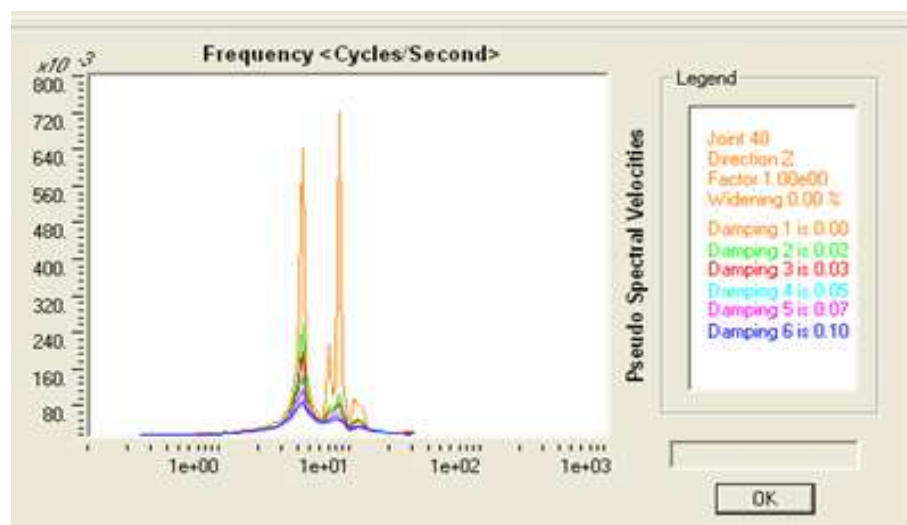 Frequency <Cycles/Second>
x10 -3
800.
720.
640.
560.
480.
400.
320.
240.
160.
80.
1e+00 1e+01 1e+02 1e+03
Pseudo Spectral Velocities
Legend
Joint 40
Direction Z
Factor 1.00e00
Widening 0.00 %
Damping 1 is 0.00
Damping 2 is 0.02
Damping 3 is 0.03
Damping 4 is 0.05
Damping 5 is 0.07
Damping 6 is 0.10
OK